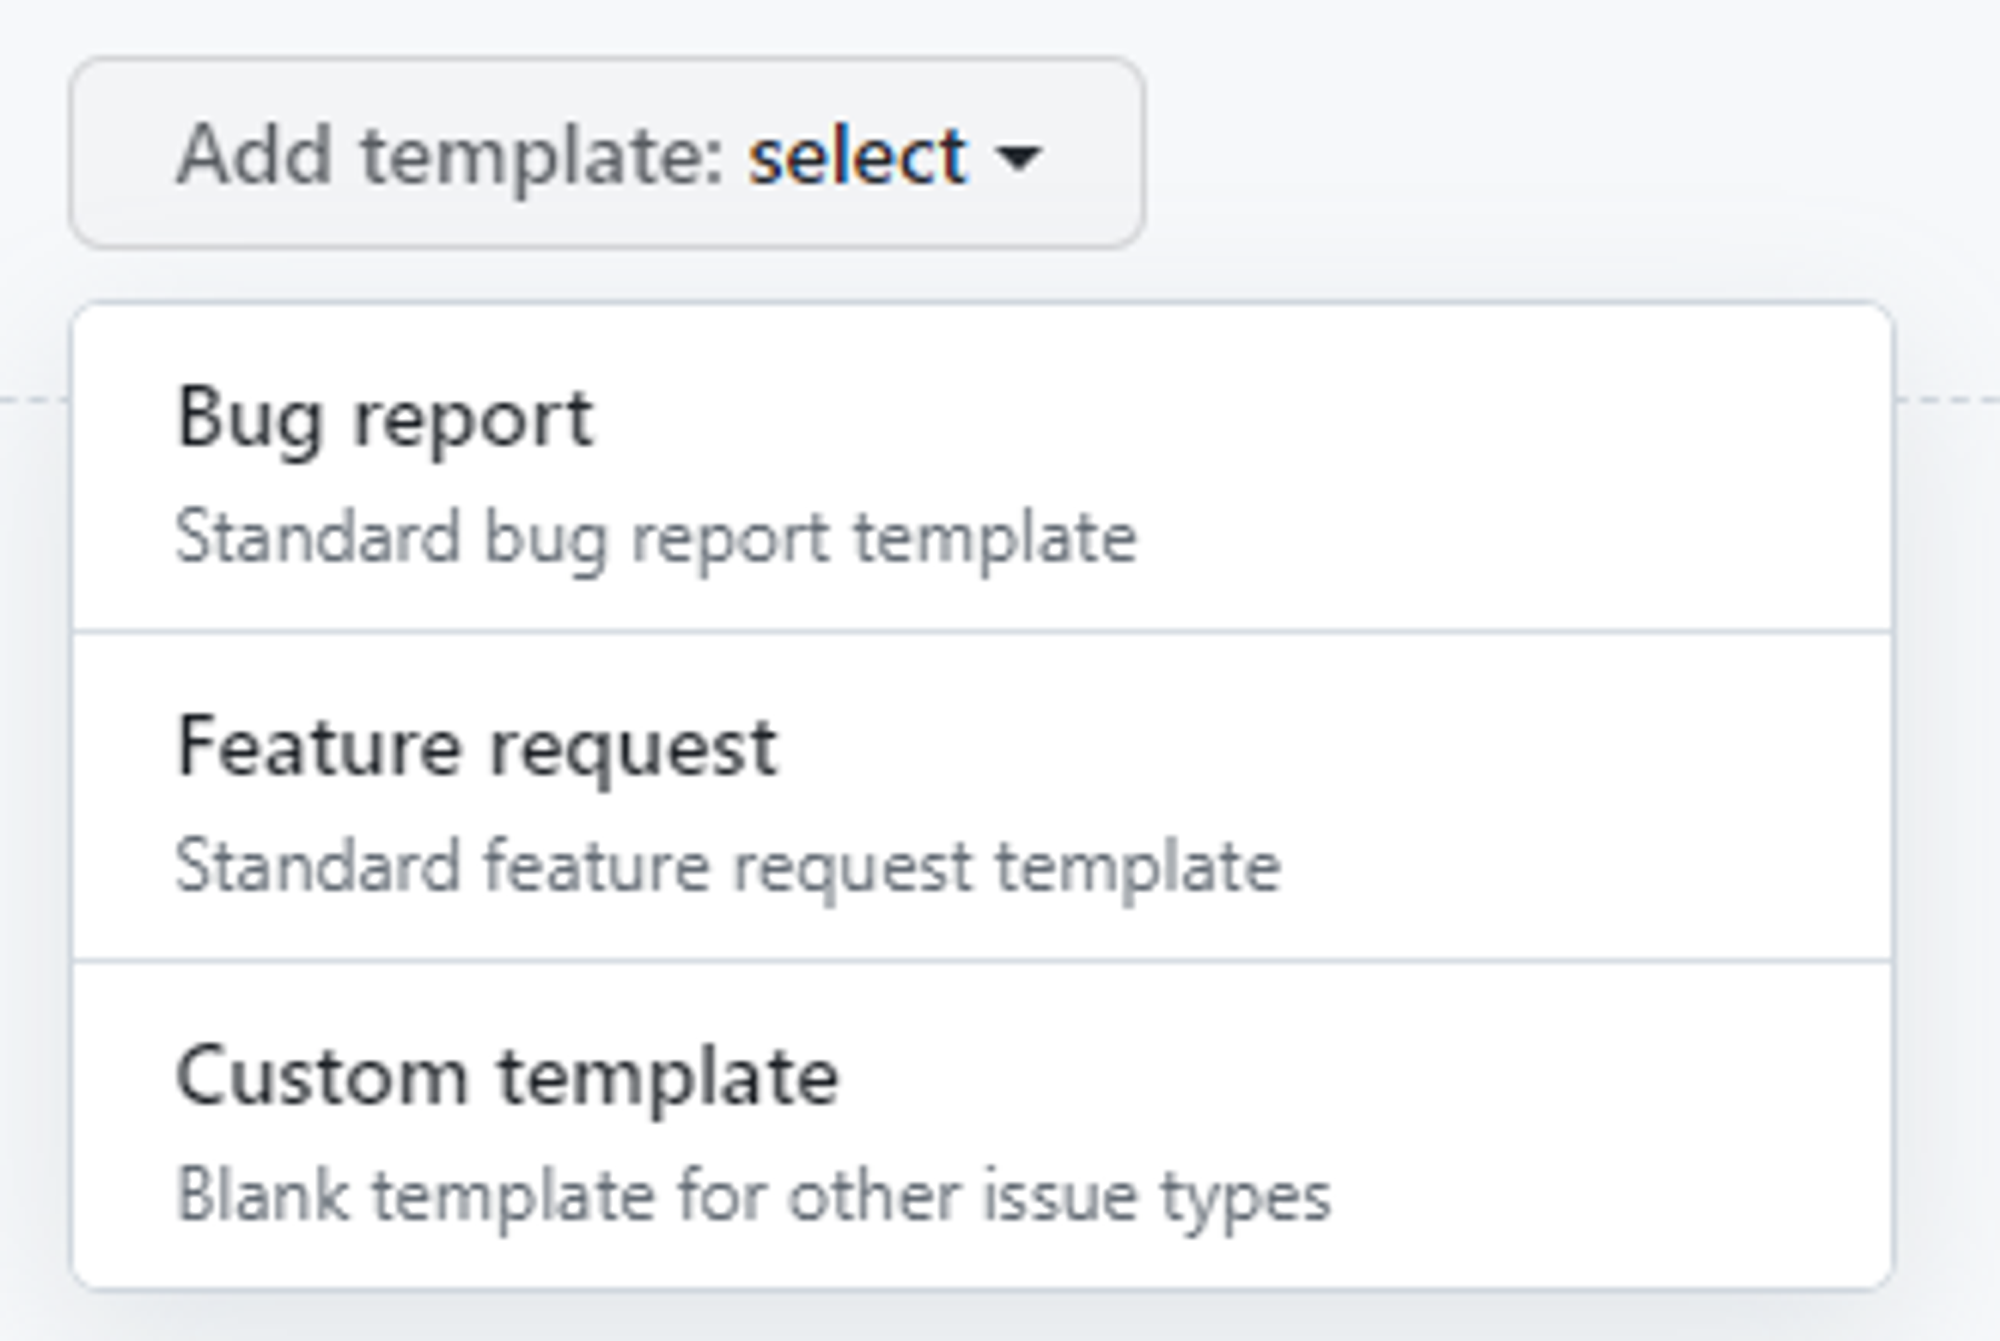 Add template: select
Bug report
Standard bug report template
Feature request
Standard feature request template
Custom template
Blank template for other issue types